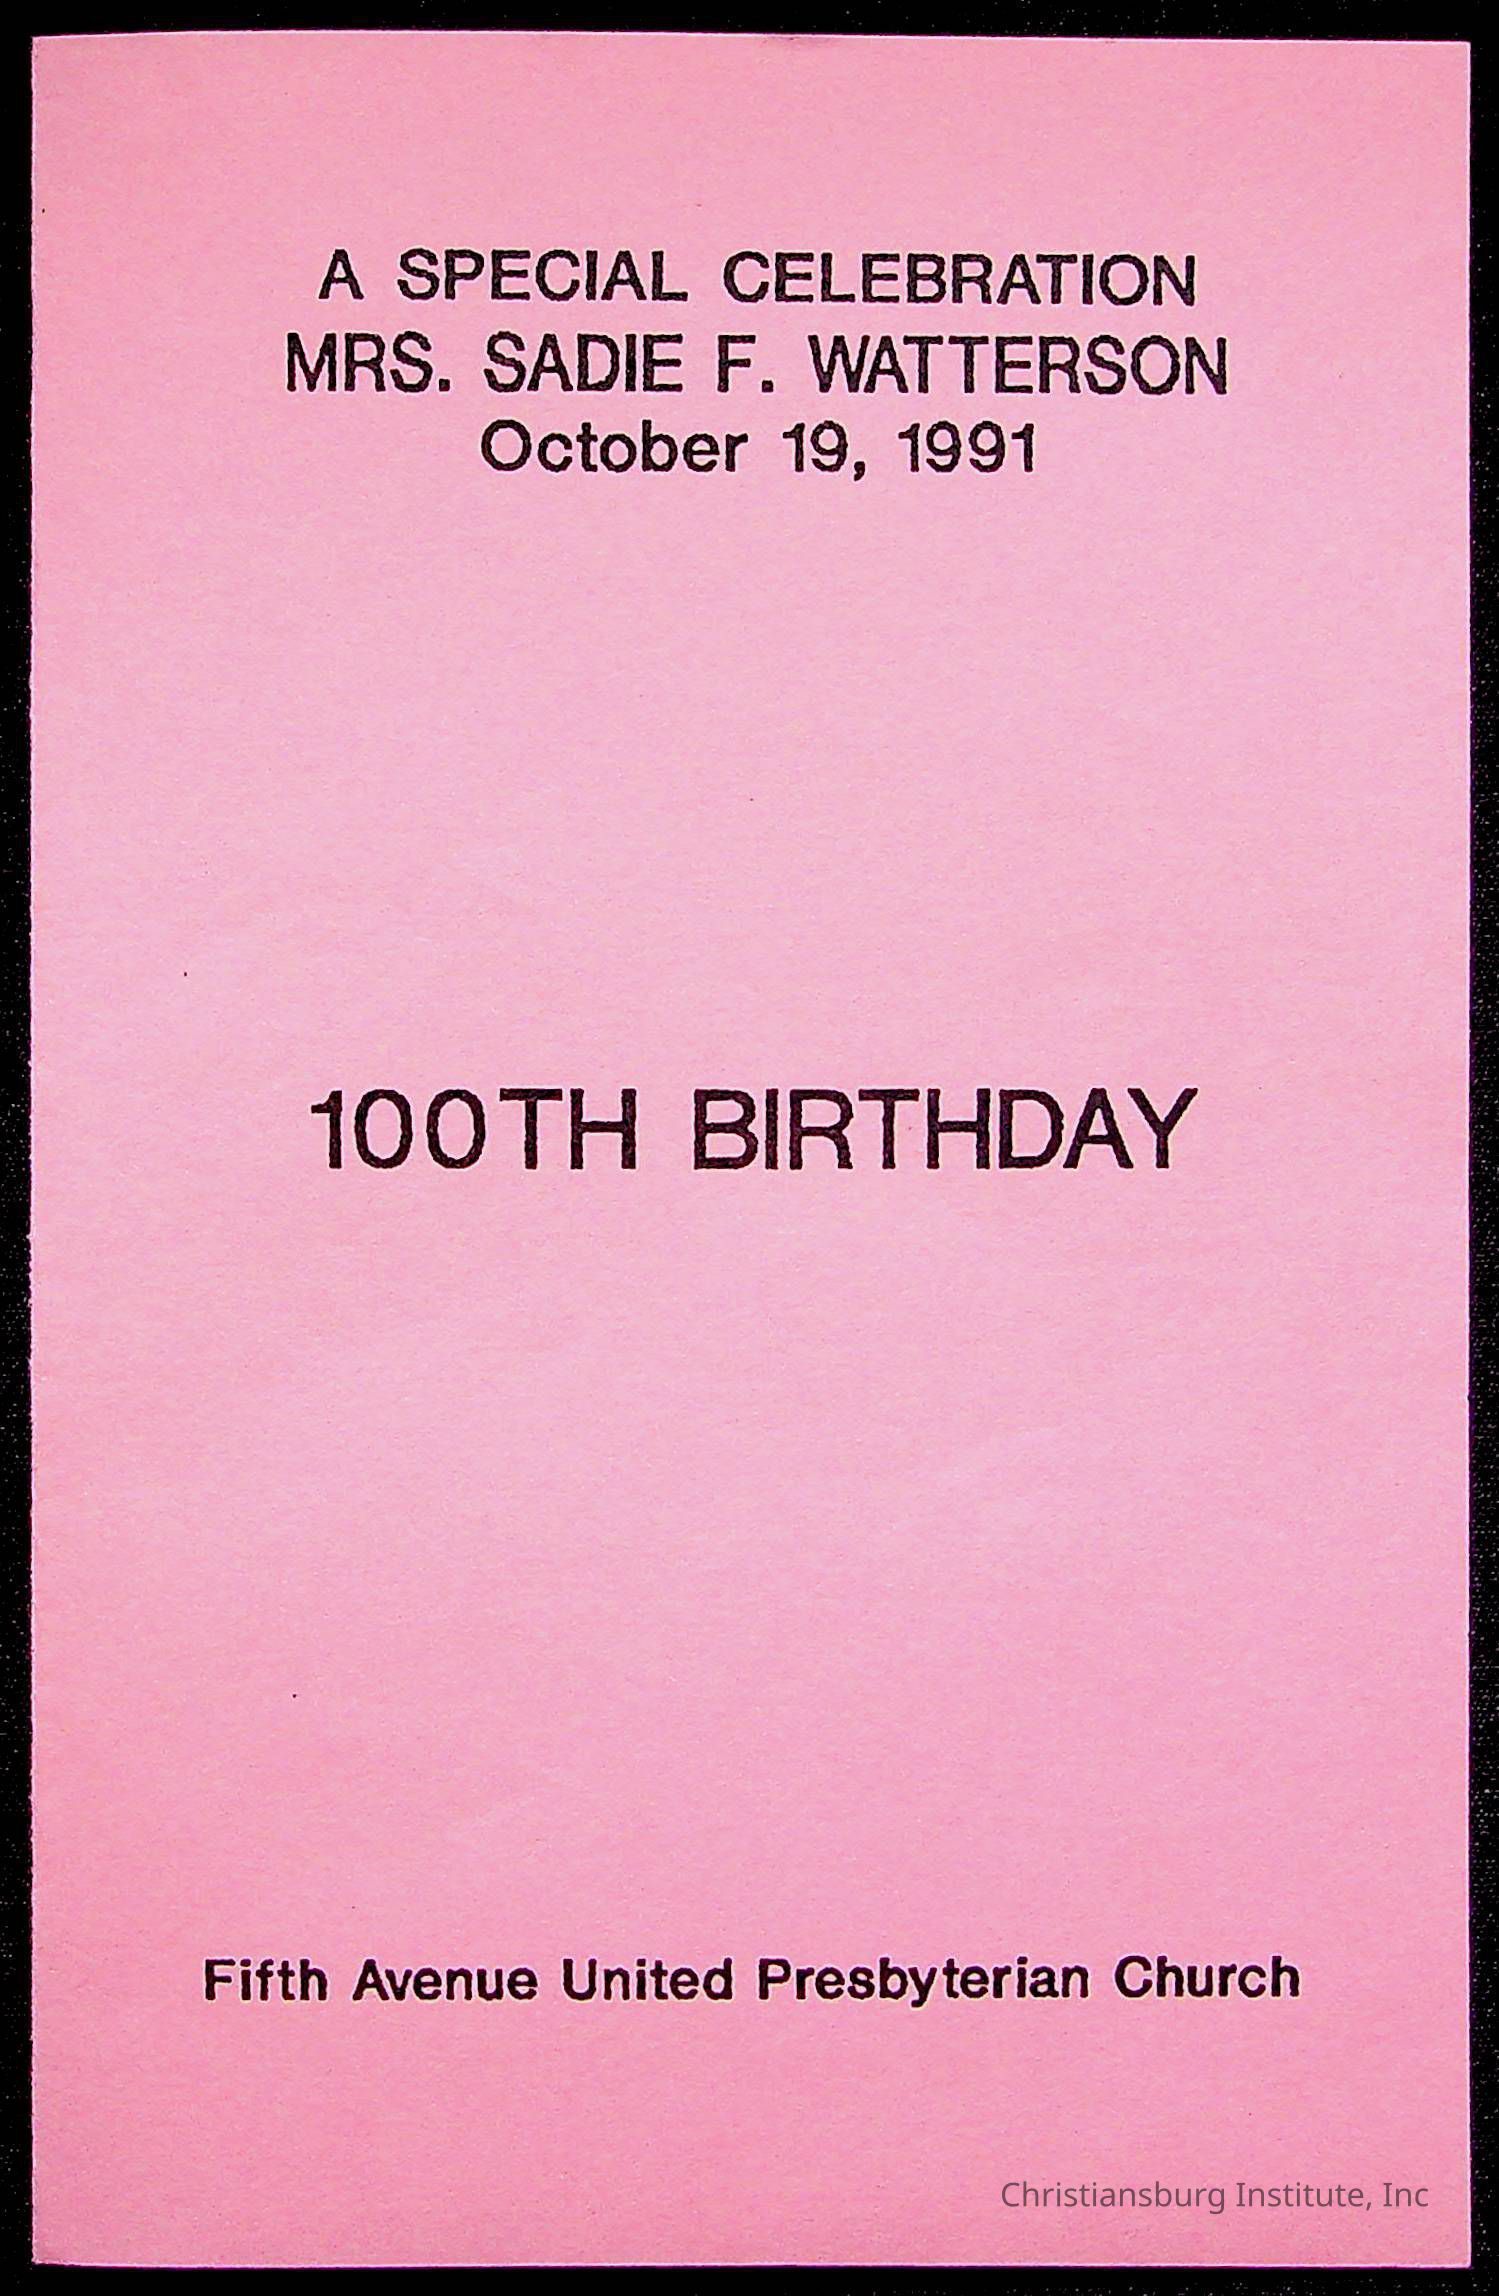 A SPECIAL CELEBRATION
MRS. SADIE F. WATTERSON
October 19, 1991
100TH BIRTHDAY
Fifth Avenue United Presbyterian Church
Christiansburg Institute, Inc